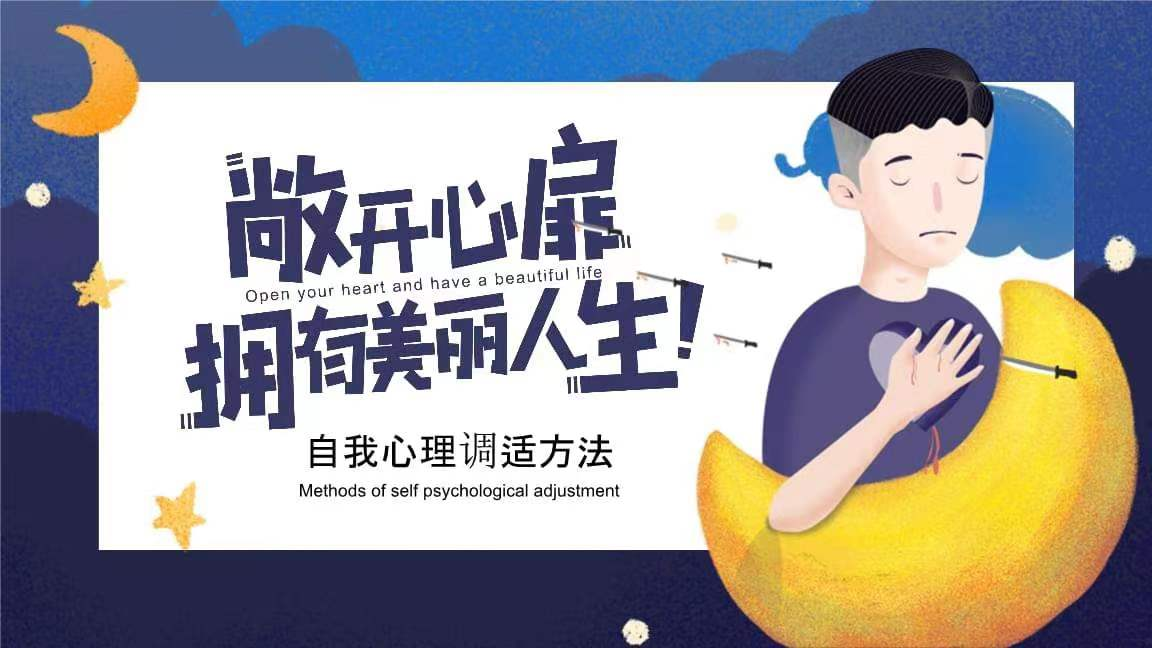 敞开心扉
Open your heart and have a beautiful life
拥有美丽人生!
自我心理调适方法
Methods of self psychological adjustment